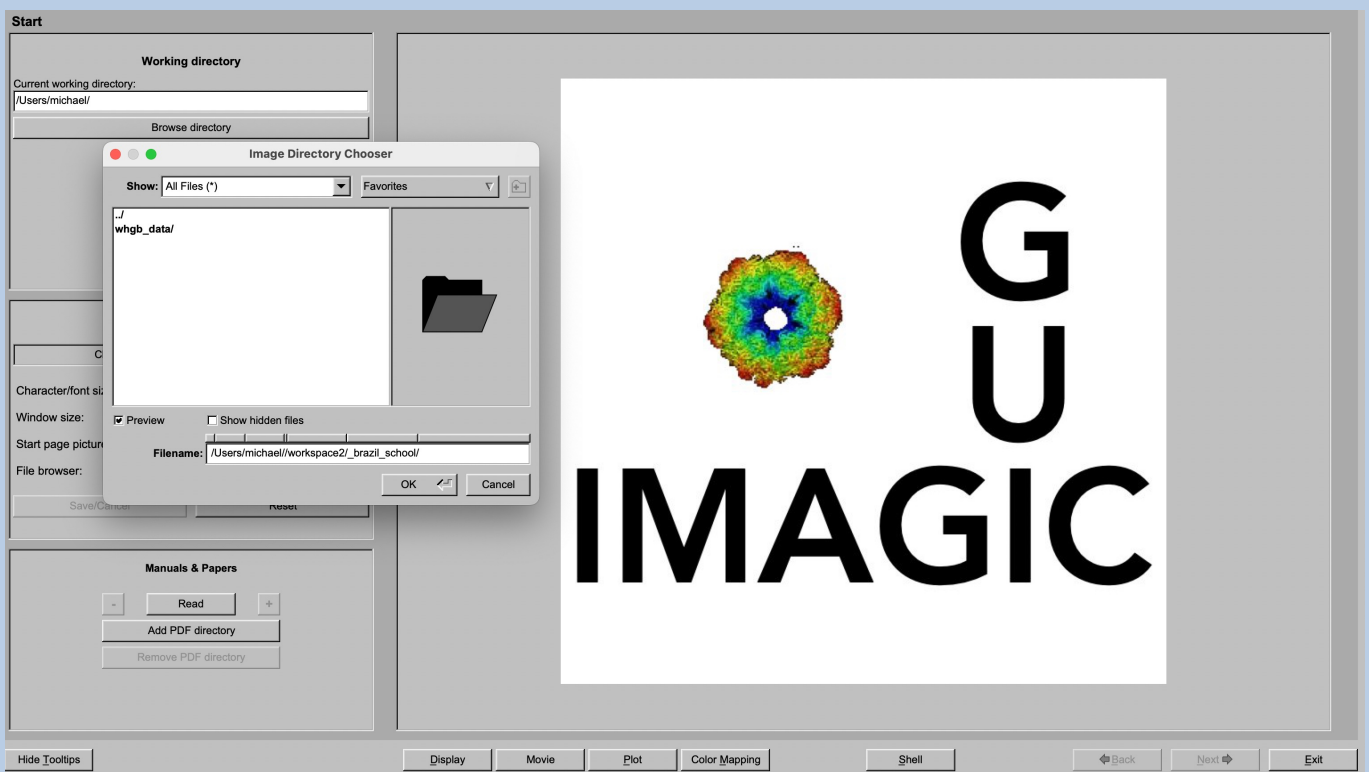 Start
Working directory
Current working directory:
/Users/michael/
Browse directory
Image Directory Chooser
Show: All Files (*) Favorites
../
whgb_data/
Preview Show hidden files
Filename: /Users/michael//workspace2/_brazil_school/
OK Cancel
Character/font
Window size:
Start page picture
File browser:
Save/Cancel Reset
Manuals & Papers
- Read +
Add PDF directory
Remove PDF directory
G
U
IMAGIC
Hide Tooltips Display Movie Plot Color Mapping Shell Back Next Exit